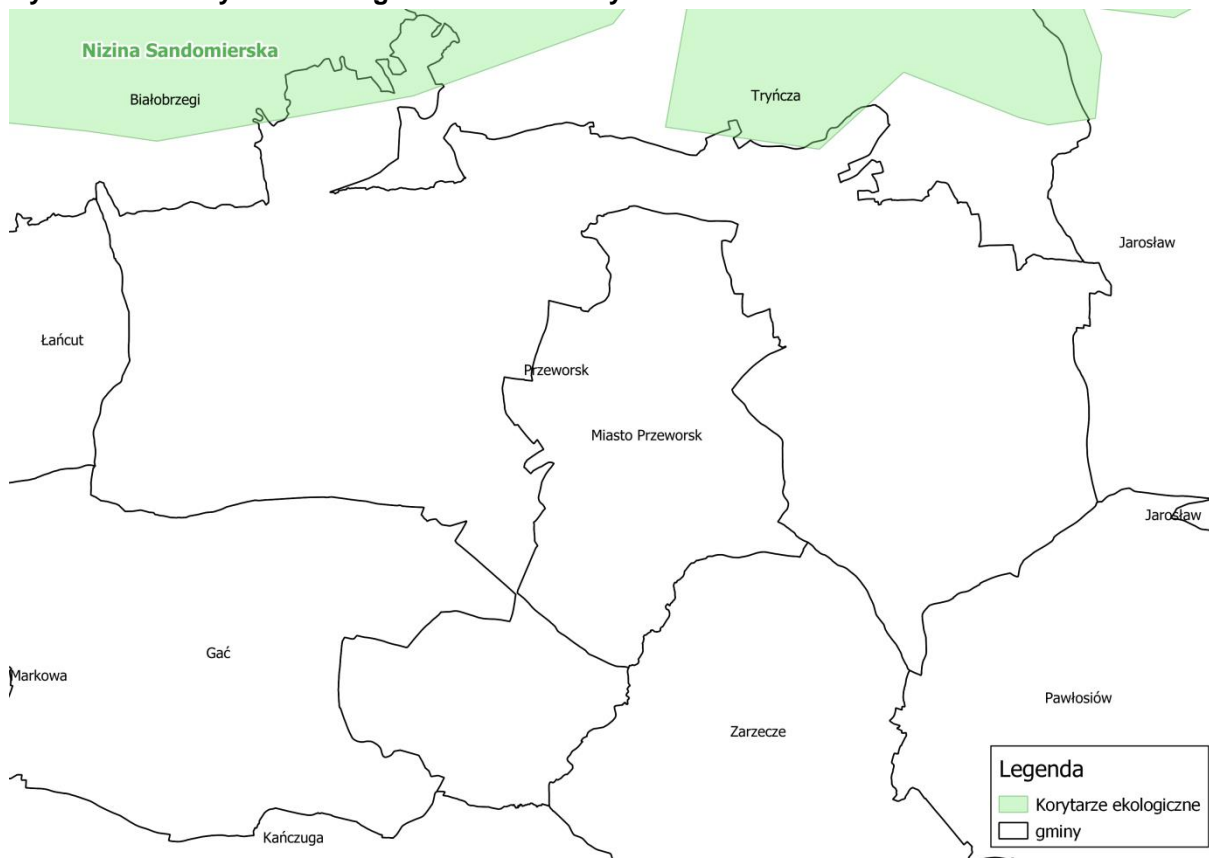 Nizina Sandomierska
Białobrzegi
Tryńcza
Jarosław
Łańcut
Przeworsk
Miasto Przeworsk
Jarosław
Gać
Markowa
Pawłosiów
Zarzecze
Kańczuga
Legenda
Korytarze ekologiczne
gminy